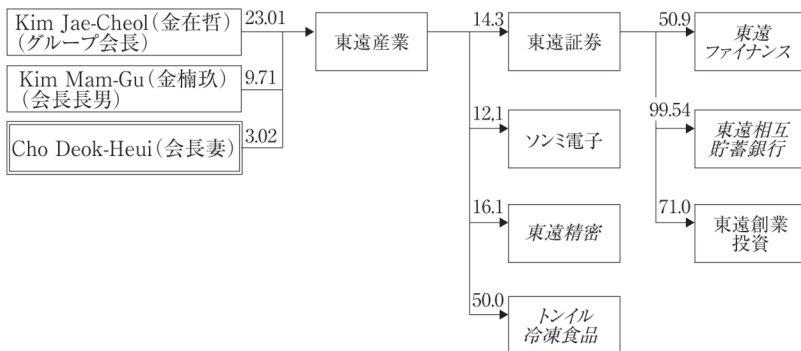 Kim Jae-Cheol(金在哲)
(グループ会長)
23.01
Kim Mam-Gu(金楠玖)
(会長長男)
9.71
Cho Deok-Heui(会長妻)
3.02
東遠産業
14.3
東遠証券
12.1
ソンミ電子
16.1
東遠精密
50.0
トンイル
冷凍食品
50.9
東遠
ファイナンス
99.54
東遠相互
貯蓄銀行
71.0
東遠創業
投資